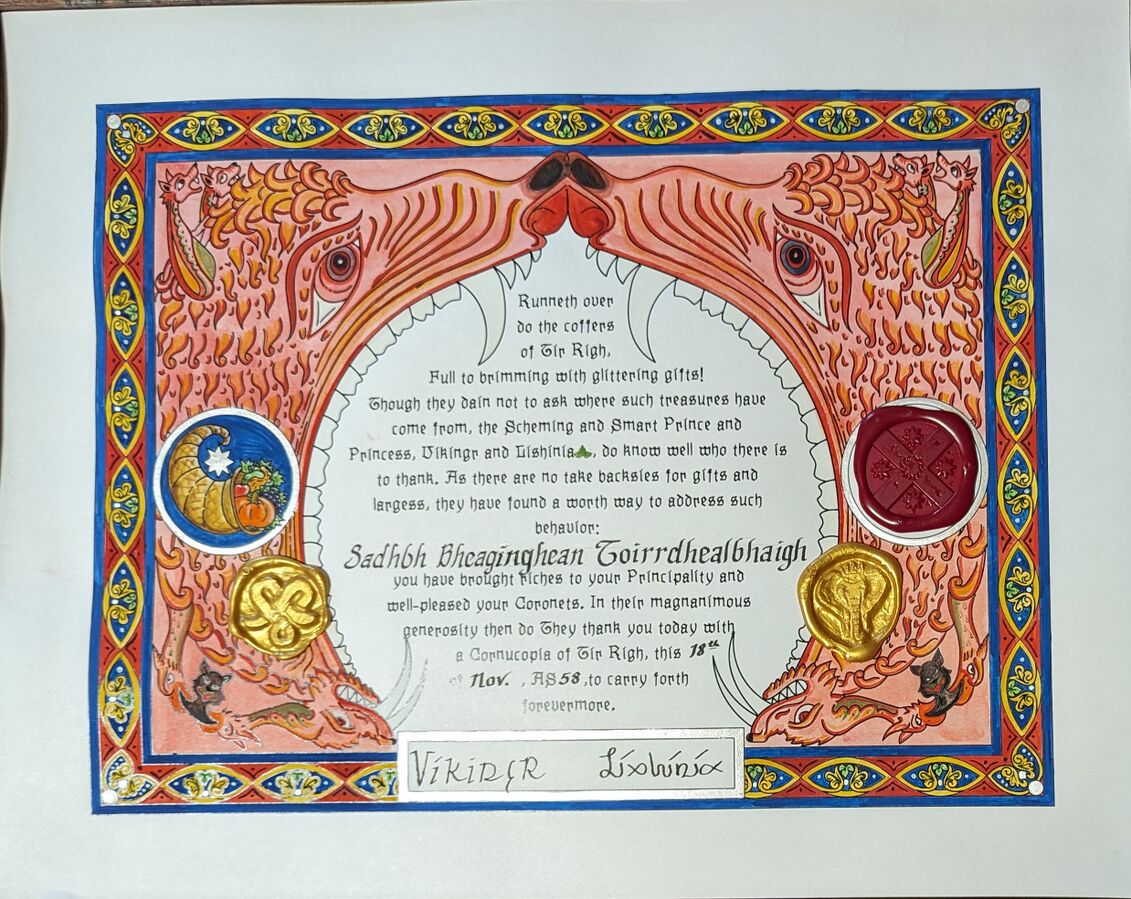 Runneth over
do the coffers
of Tir Righ,
Full to brimming with glittering gifts!
Though they dain not to ask where such treasures have
come from, the Scheming and Smart Prince and
Princess, Vikingr and Lishinia, do know well who there is
to thank. As there are no take backsies for gifts and
largess, they have found a worth way to address such
behavior:
Sadhbh Bheaginghean Toirrdhealbhaigh
you have brought riches to your Principality and
well-pleased your Coronets. In their magnanimous
generosity then do They thank you today with
a Cornucopia of Tir Righ, this 18th
of Nov. , AS 58 ,to carry forth
forevermore.
Vikingr Lishinia